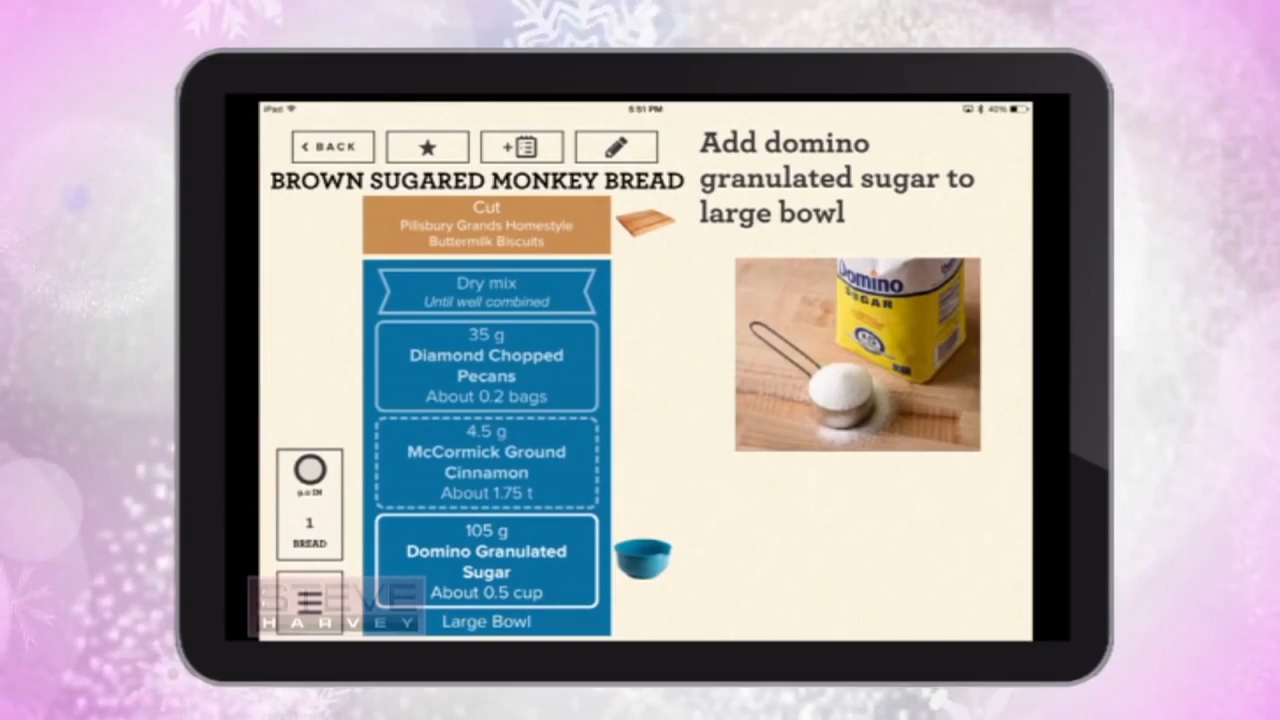 iPad
5:51 PM
40%
< BACK
+
BROWN SUGARED MONKEY BREAD
Cut
Pillsbury Grands Homestyle
Buttermilk Biscuits
Dry mix
Until well combined
35 g
Diamond Chopped
Pecans
About 0.2 bags
4.5 g
McCormick Ground
Cinnamon
About 1.75 t
105 g
Domino Granulated
Sugar
About 0.5 cup
Large Bowl
9.0 IN
1
BREAD
STEVE
HARVEY
Add domino
granulated sugar to
large bowl
Domino
SUGAR